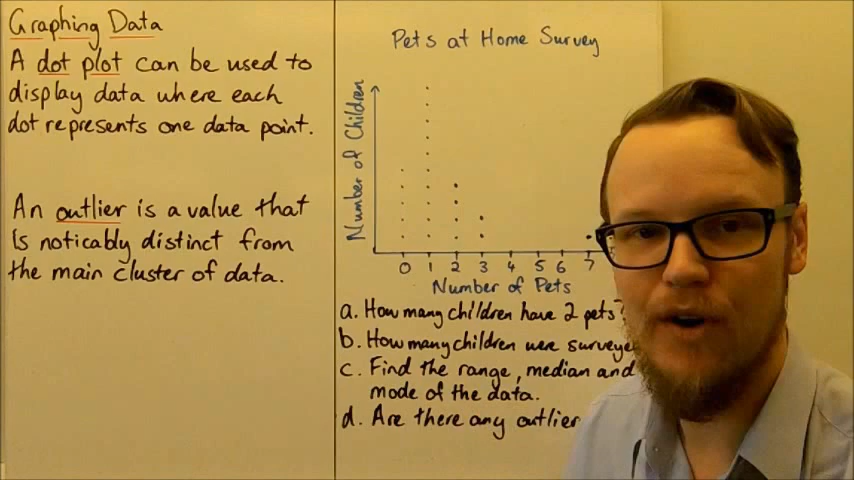 Graphing Data
A dot plot can be used to
display data where each
dot represents one data point.
An outlier is a value that
is noticably distinct from
the main cluster of data.
Pets at Home Survey
Number of Children
0 1 2 3 4 5 6 7
Number of Pets
a. How many children have 2 pets?
b. How many children were surveye
c. Find the range, median and
mode of the data.
d. Are there any outlier